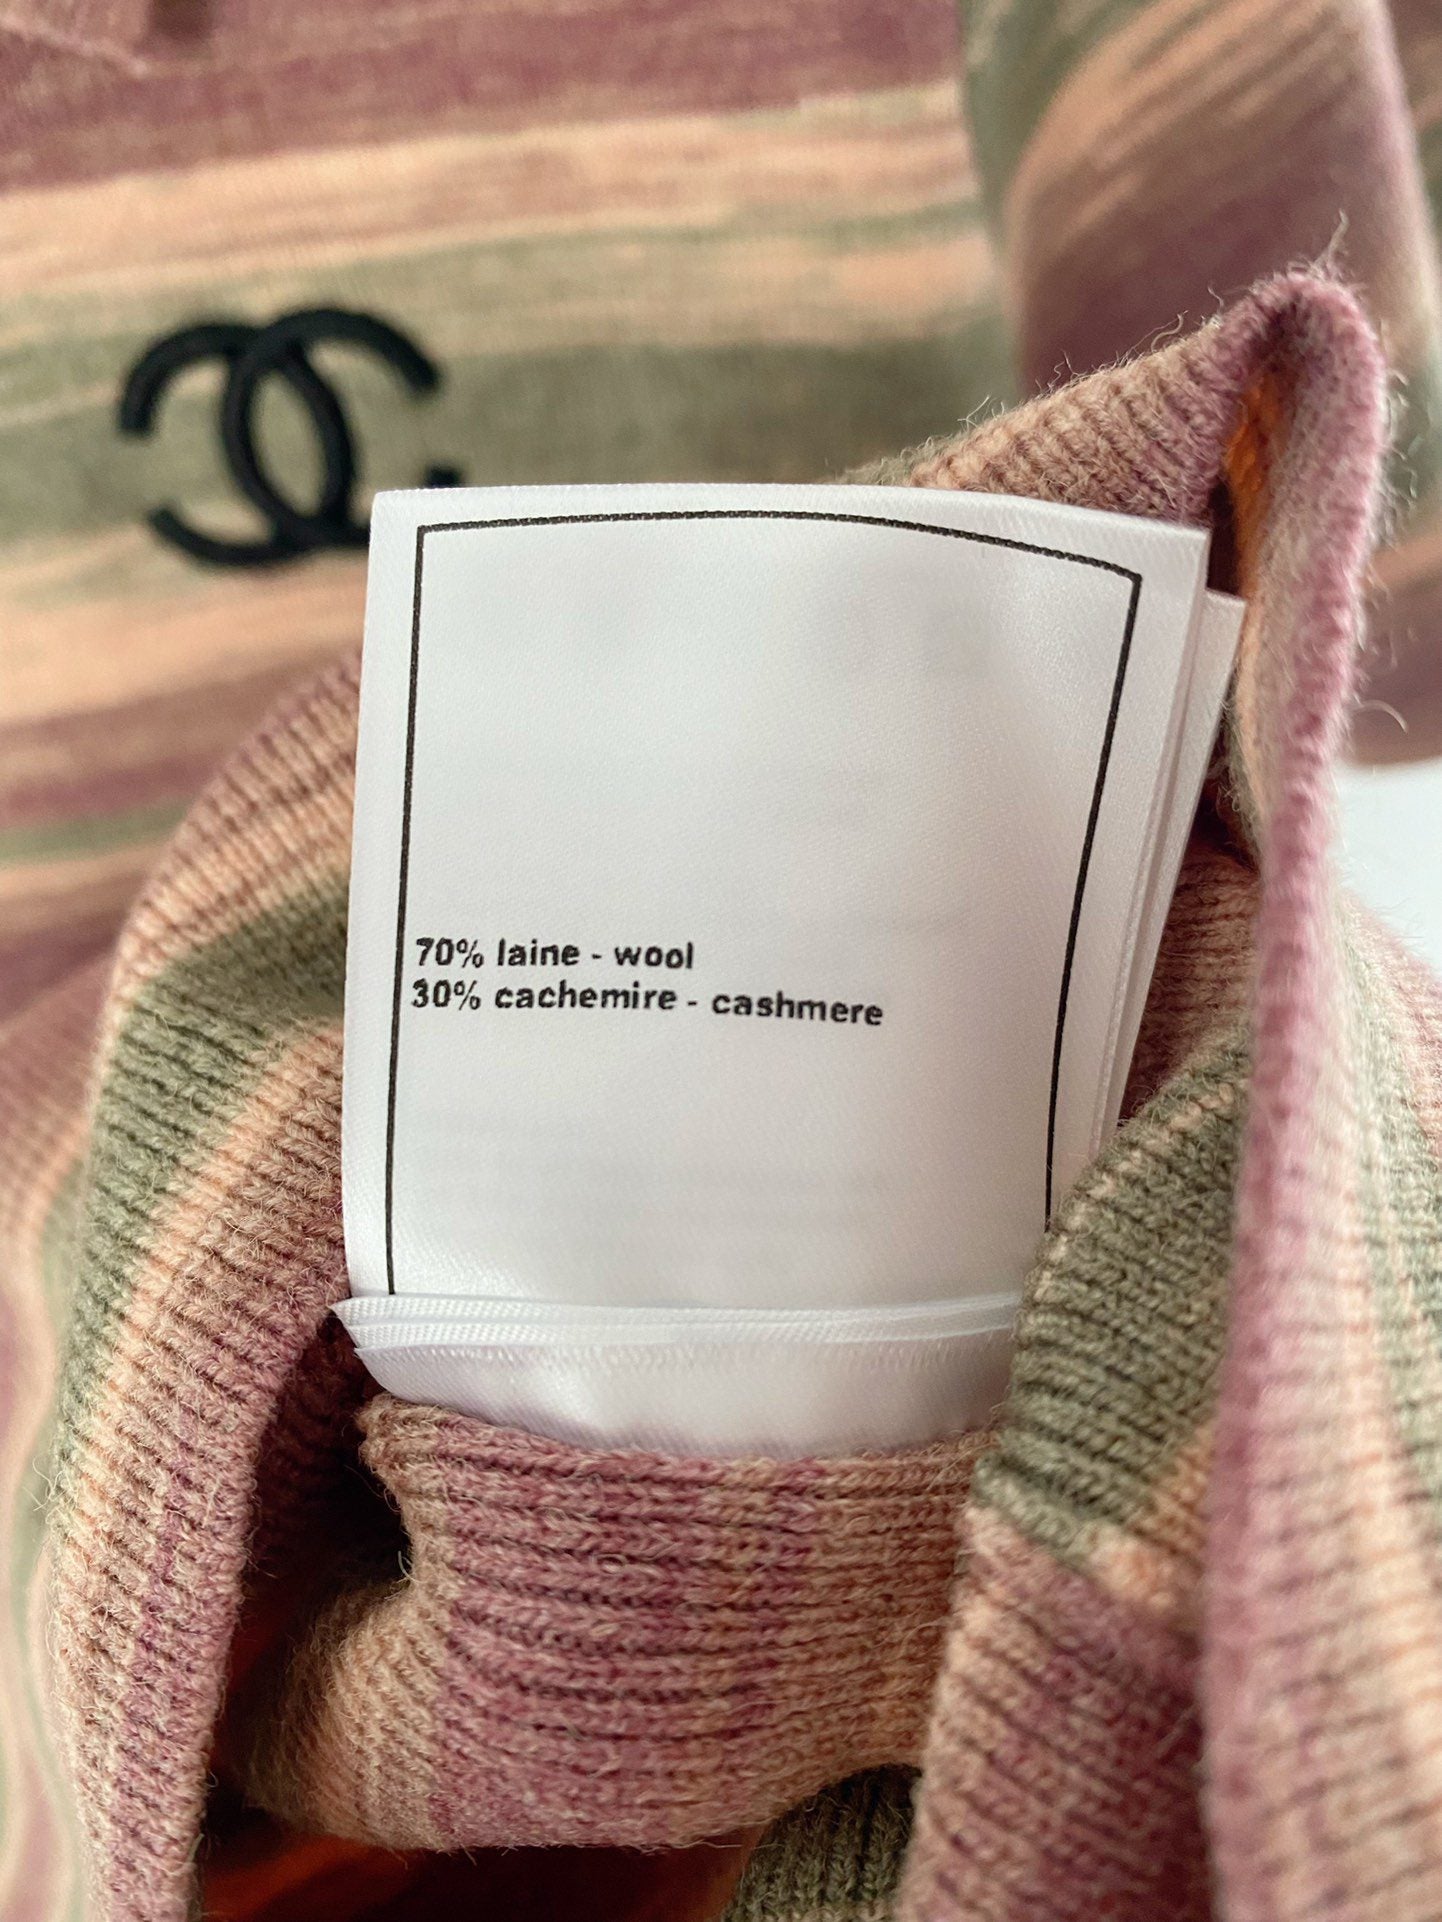 70% laine - wool
30% cachemire - cashmere